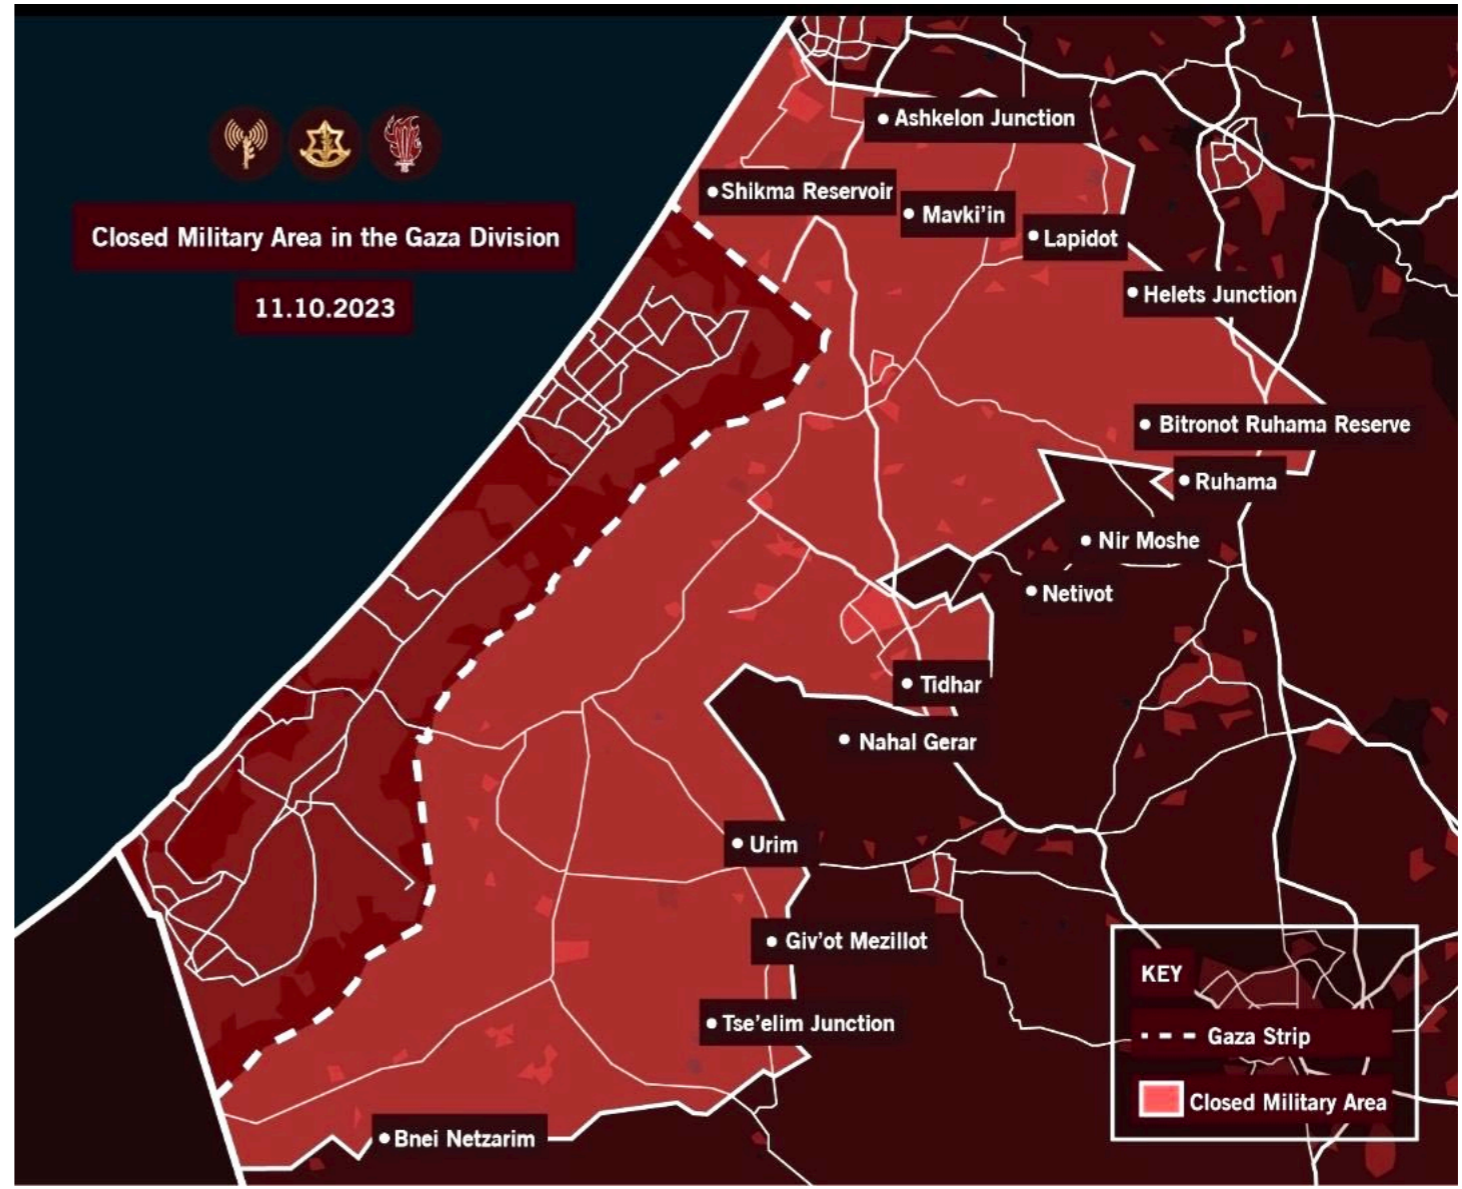 Closed Military Area in the Gaza Division
11.10.2023
Ashkelon Junction
Shikma Reservoir
Mavki'in
Lapidot
Helets Junction
Bitronot Ruhama Reserve
Ruhama
Nir Moshe
Netivot
Tidhar
Nahal Gerar
Urim
Giv'ot Mezillot
Tse'elim Junction
Bnei Netzarim
KEY
Gaza Strip
Closed Military Area